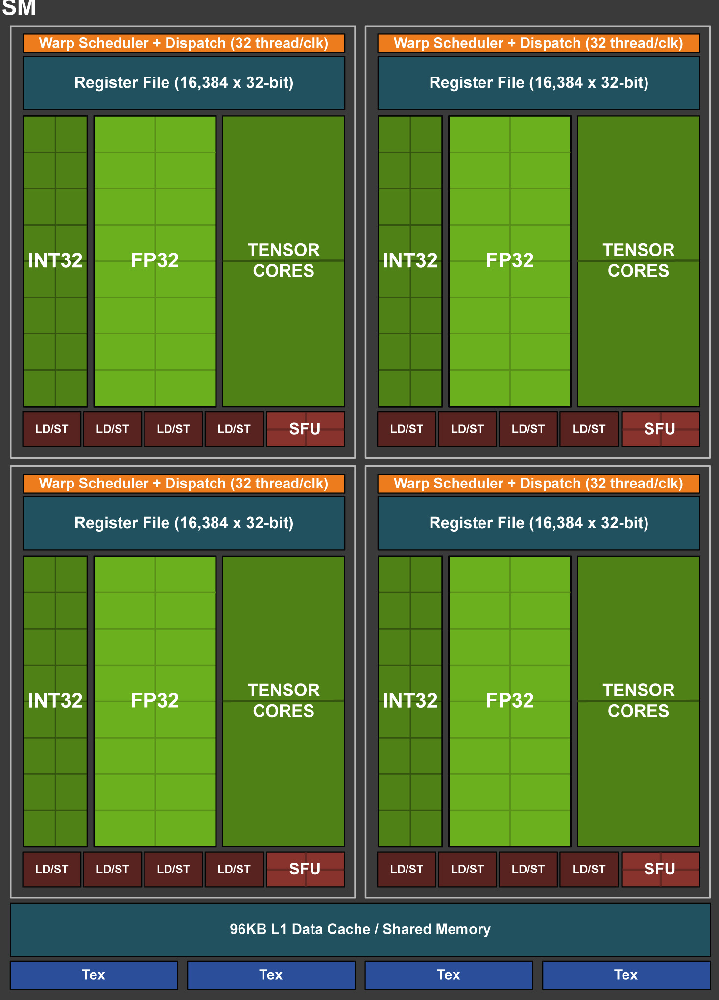 SM
Warp Scheduler + Dispatch (32 thread/clk)
Register File (16,384 x 32-bit)
INT32
FP32
TENSOR
CORES
LD/ST
LD/ST
LD/ST
LD/ST
SFU
Warp Scheduler + Dispatch (32 thread/clk)
Register File (16,384 x 32-bit)
INT32
FP32
TENSOR
CORES
LD/ST
LD/ST
LD/ST
LD/ST
SFU
Warp Scheduler + Dispatch (32 thread/clk)
Register File (16,384 x 32-bit)
INT32
FP32
TENSOR
CORES
LD/ST
LD/ST
LD/ST
LD/ST
SFU
Warp Scheduler + Dispatch (32 thread/clk)
Register File (16,384 x 32-bit)
INT32
FP32
TENSOR
CORES
LD/ST
LD/ST
LD/ST
LD/ST
SFU
96KB L1 Data Cache / Shared Memory
Tex
Tex
Tex
Tex